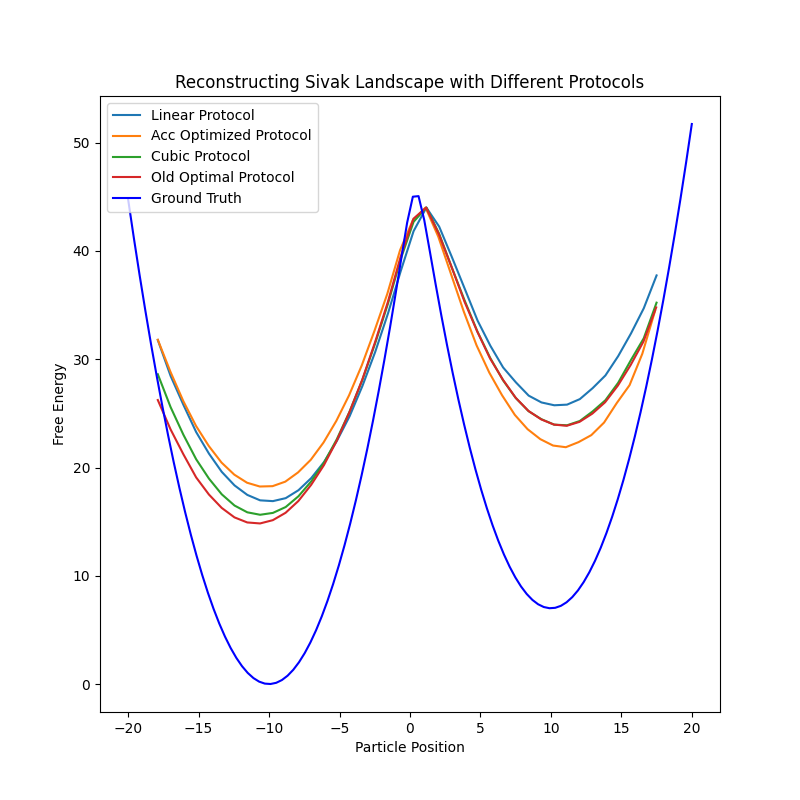 Reconstructing Sivak Landscape with Different Protocols
Linear Protocol
Acc Optimized Protocol
Cubic Protocol
Old Optimal Protocol
Ground Truth
Free Energy
50
40
30
20
10
0
−20 −15 −10 −5 0 5 10 15 20
Particle Position